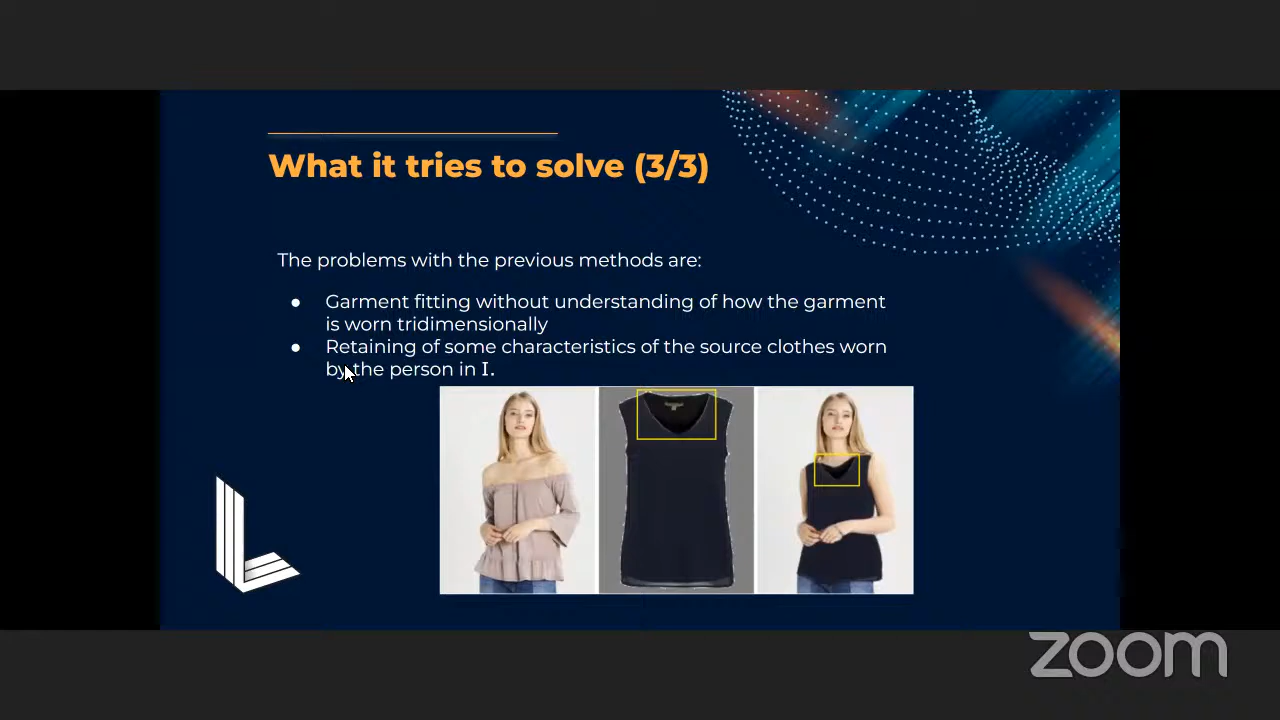 What it tries to solve (3/3)
The problems with the previous methods are:
● Garment fitting without understanding of how the garment
is worn tridimensionally
● Retaining of some characteristics of the source clothes worn
by the person in I.
zoom